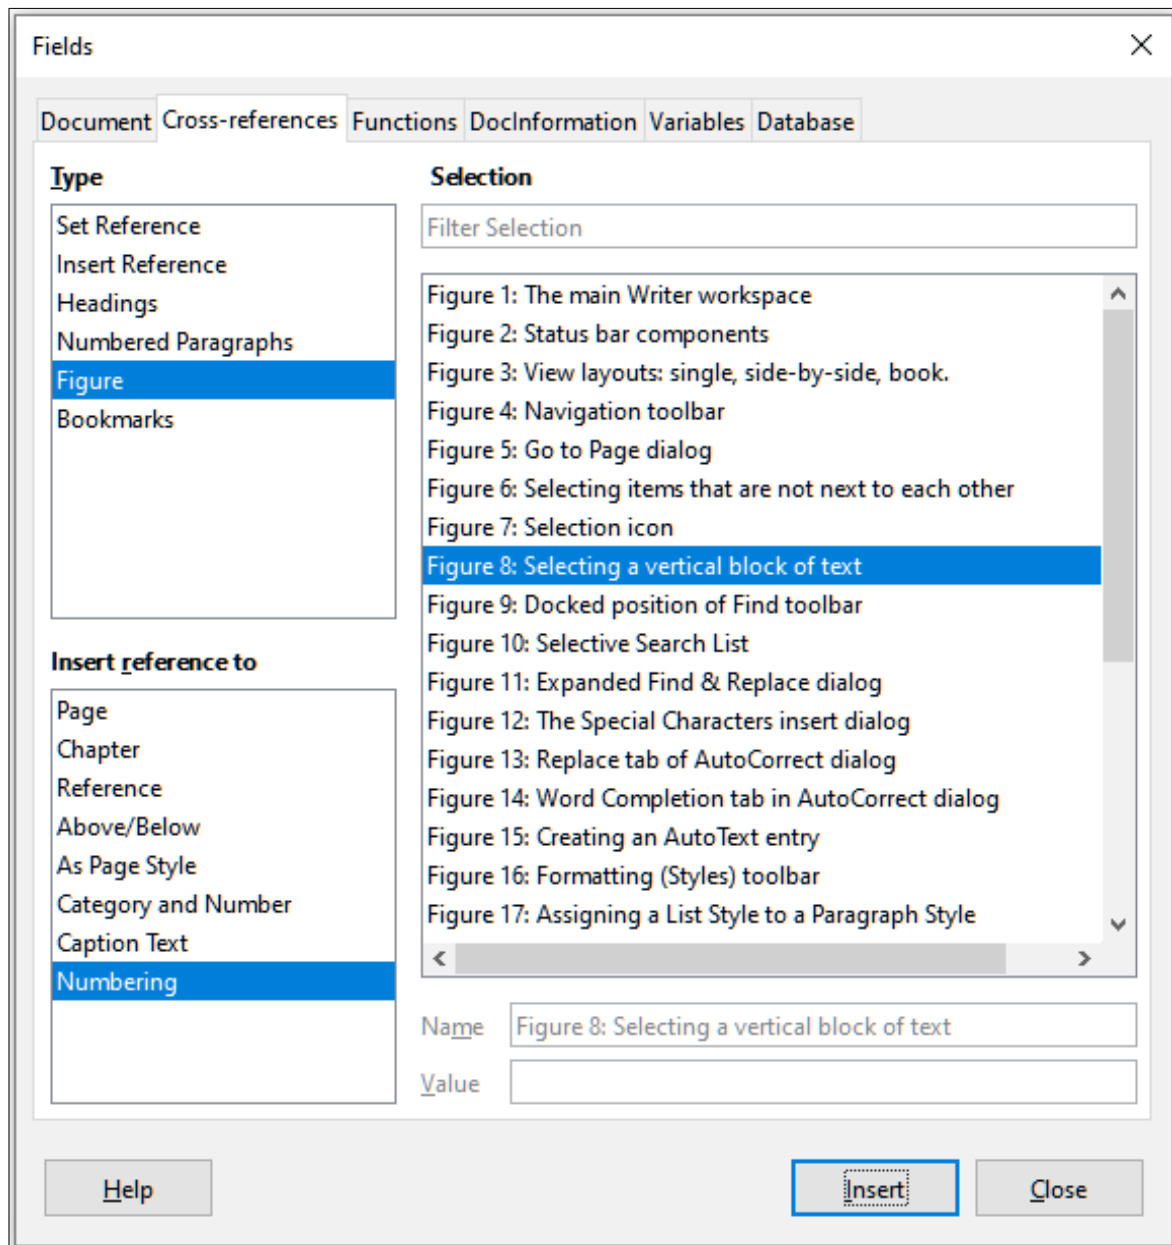 Fields
Document Cross-references Functions DocInformation Variables Database
Type
Set Reference
Insert Reference
Headings
Numbered Paragraphs
Figure
Bookmarks
Insert reference to
Page
Chapter
Reference
Above/Below
As Page Style
Category and Number
Caption Text
Numbering
Selection
Filter Selection
Figure 1: The main Writer workspace
Figure 2: Status bar components
Figure 3: View layouts: single, side-by-side, book.
Figure 4: Navigation toolbar
Figure 5: Go to Page dialog
Figure 6: Selecting items that are not next to each other
Figure 7: Selection icon
Figure 8: Selecting a vertical block of text
Figure 9: Docked position of Find toolbar
Figure 10: Selective Search List
Figure 11: Expanded Find & Replace dialog
Figure 12: The Special Characters insert dialog
Figure 13: Replace tab of AutoCorrect dialog
Figure 14: Word Completion tab in AutoCorrect dialog
Figure 15: Creating an AutoText entry
Figure 16: Formatting (Styles) toolbar
Figure 17: Assigning a List Style to a Paragraph Style
Name Figure 8: Selecting a vertical block of text
Value
Help Insert Close